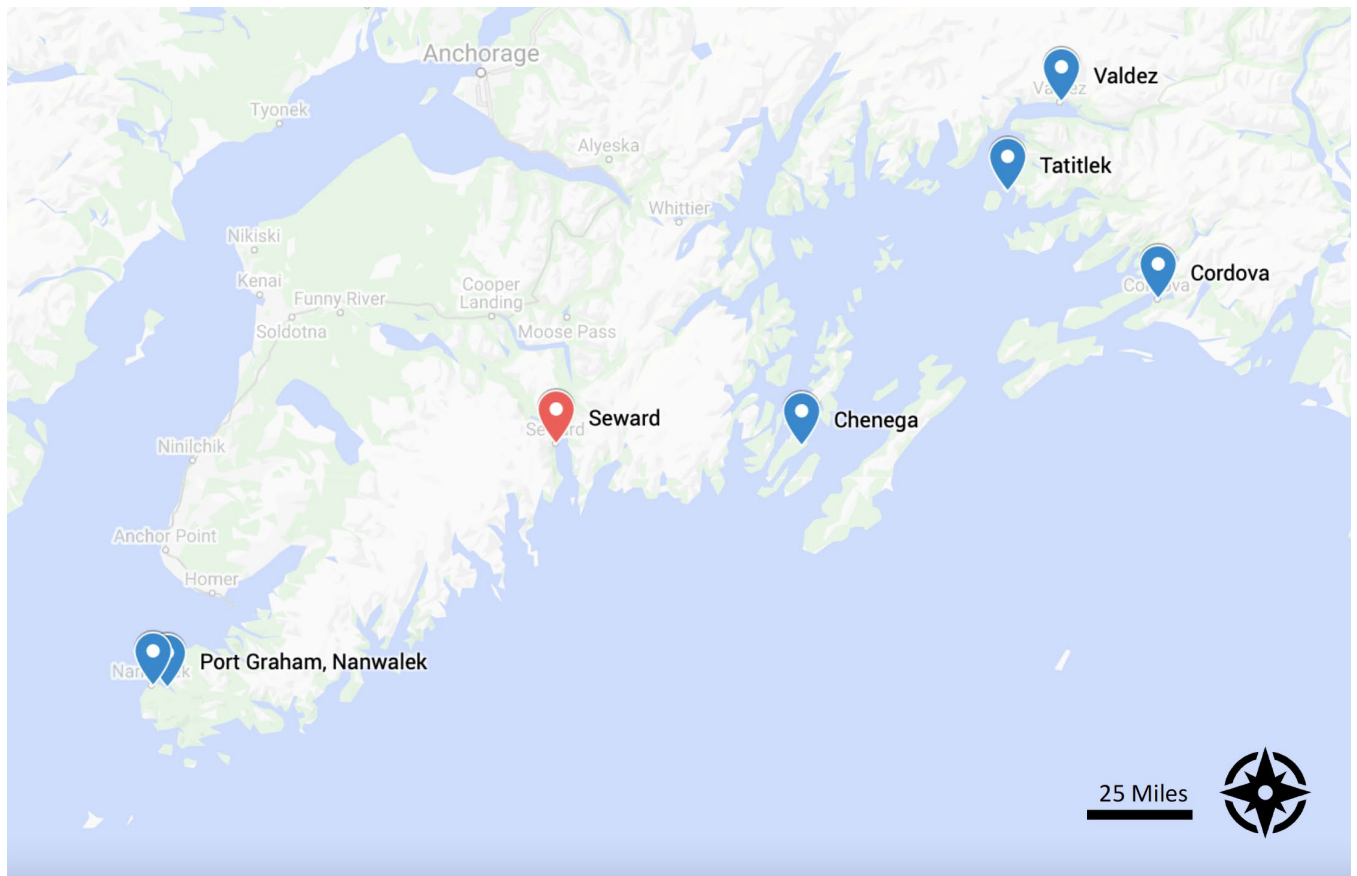 Anchorage
Valdez
Tyonek
Alyeska
Tatitlek
Whittier
Nikiski
Kenai
Cordova
Cooper
Landing
Funny River
Soldotna
Moose Pass
Seward
Chenega
Ninilchik
Anchor Point
Homer
Port Graham, Nanwalek
25 Miles